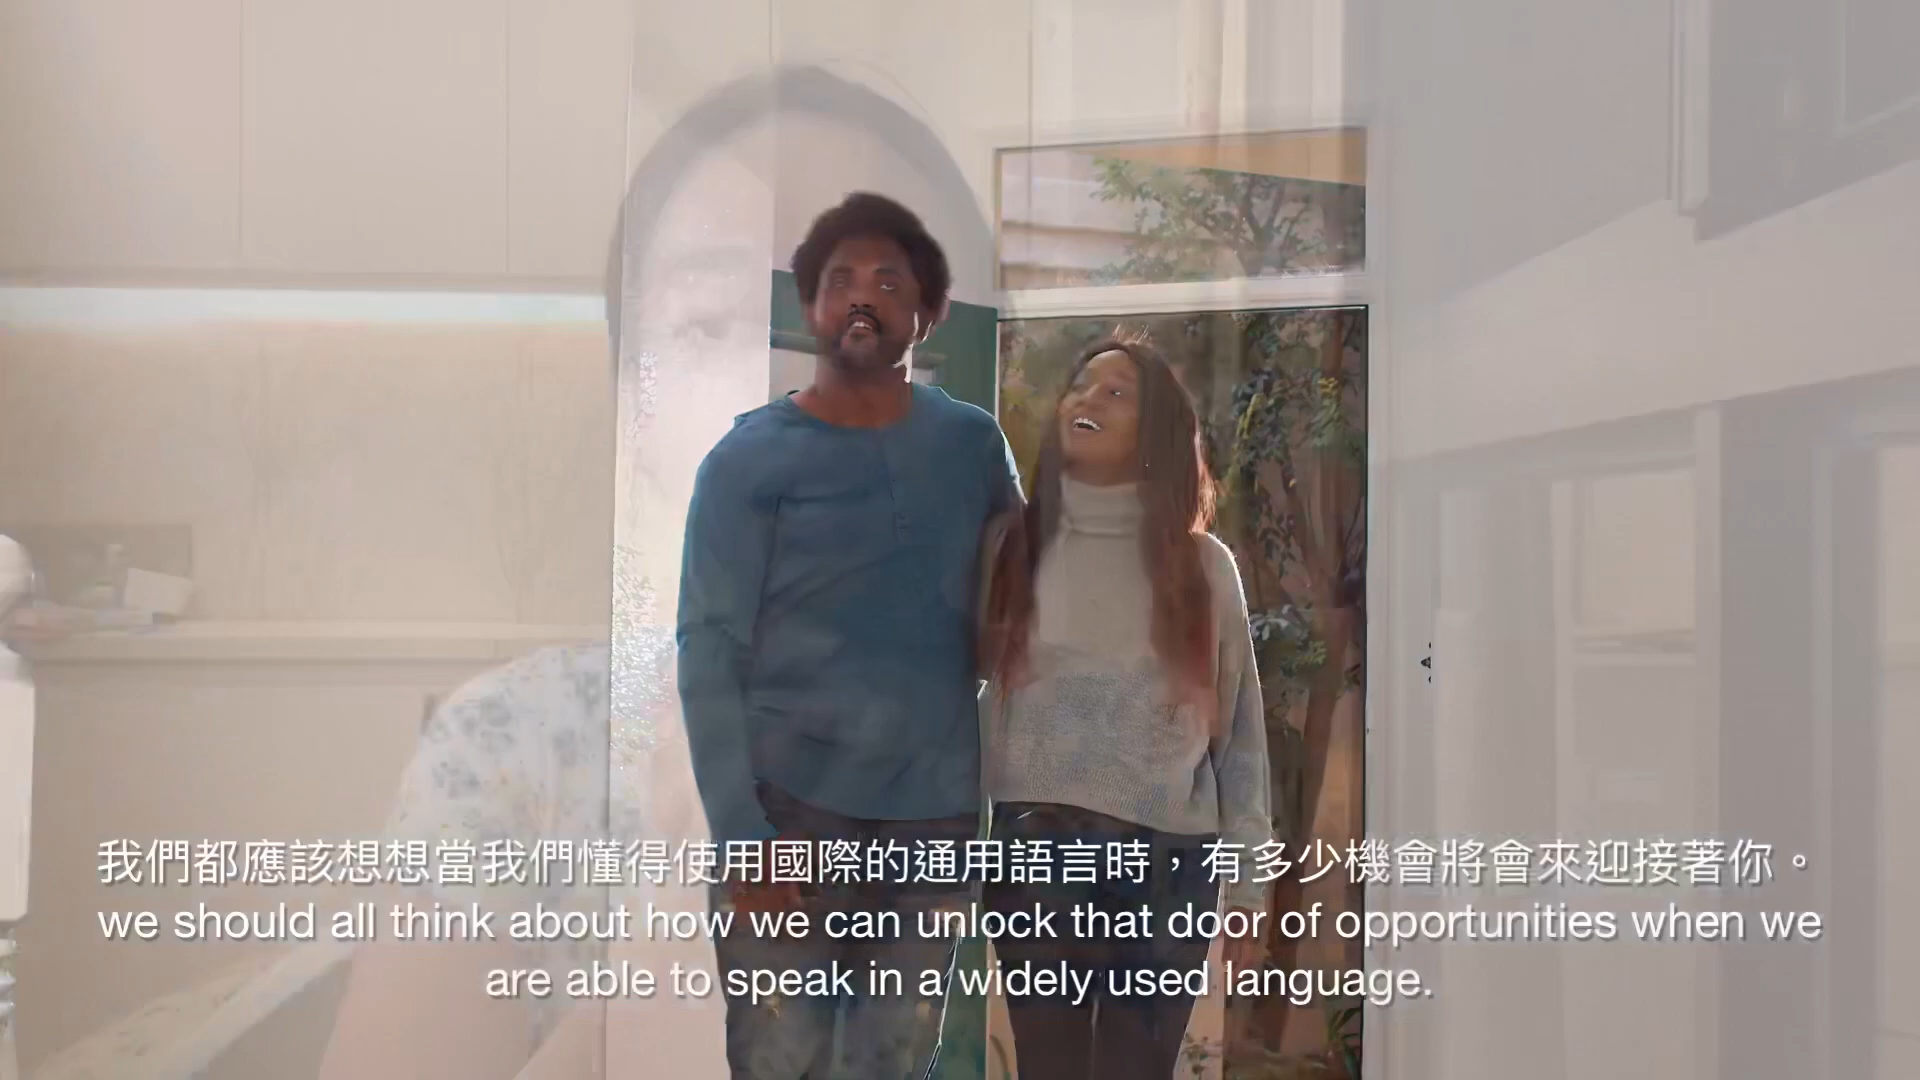 我們都應該想想當我們懂得使用國際的通用語言時，有多少機會將會來迎接著你。
we should all think about how we can unlock that door of opportunities when we
are able to speak in a widely used language.